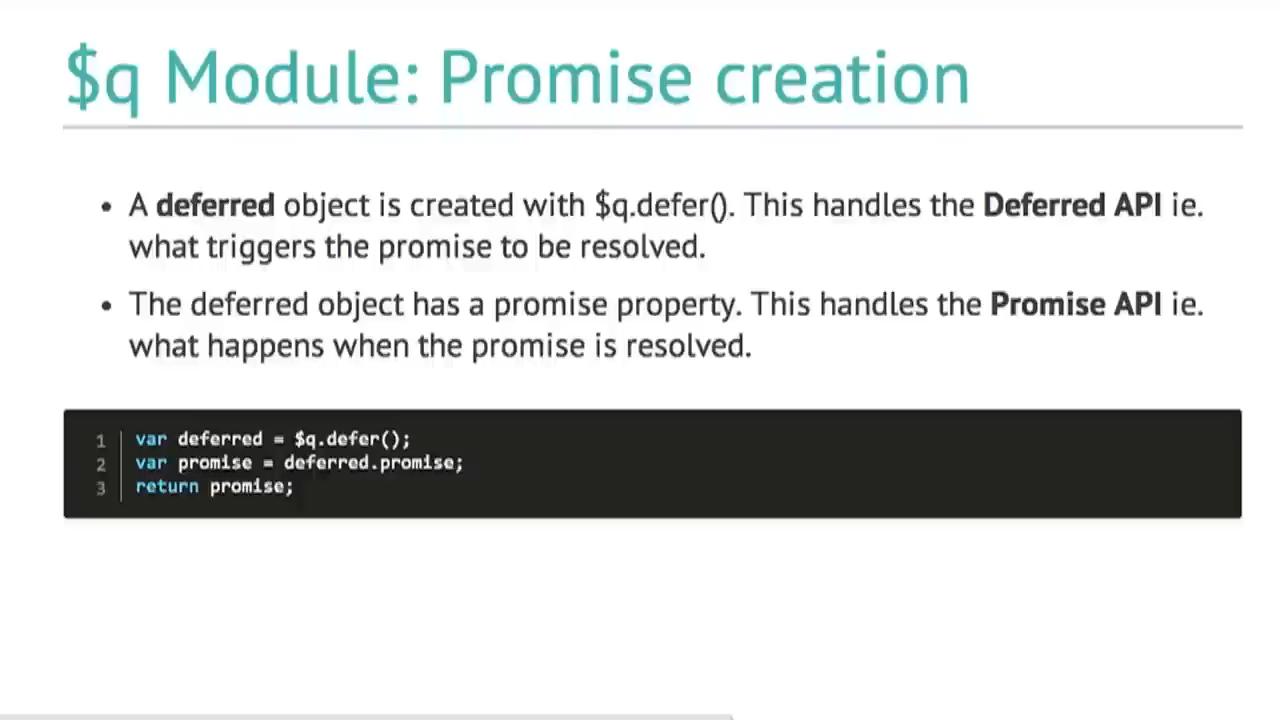 $q Module: Promise creation
• A deferred object is created with $q.defer(). This handles the Deferred API ie.
what triggers the promise to be resolved.
• The deferred object has a promise property. This handles the Promise API ie.
what happens when the promise is resolved.
1 var deferred = $q.defer();
2 var promise = deferred.promise;
3 return promise;